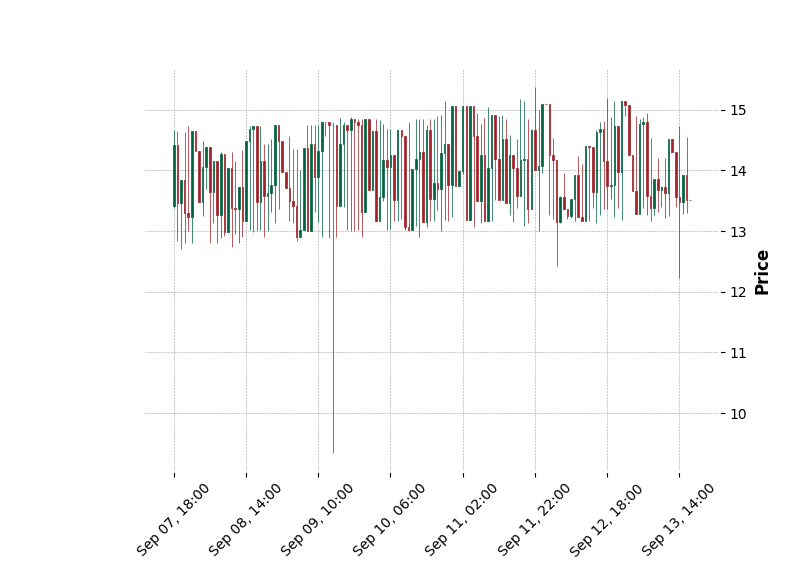 15
14
13
12
11
10
Price
Sep 07, 18:00
Sep 08, 14:00
Sep 09, 10:00
Sep 10, 06:00
Sep 11, 02:00
Sep 11, 22:00
Sep 12, 18:00
Sep 13, 14:00